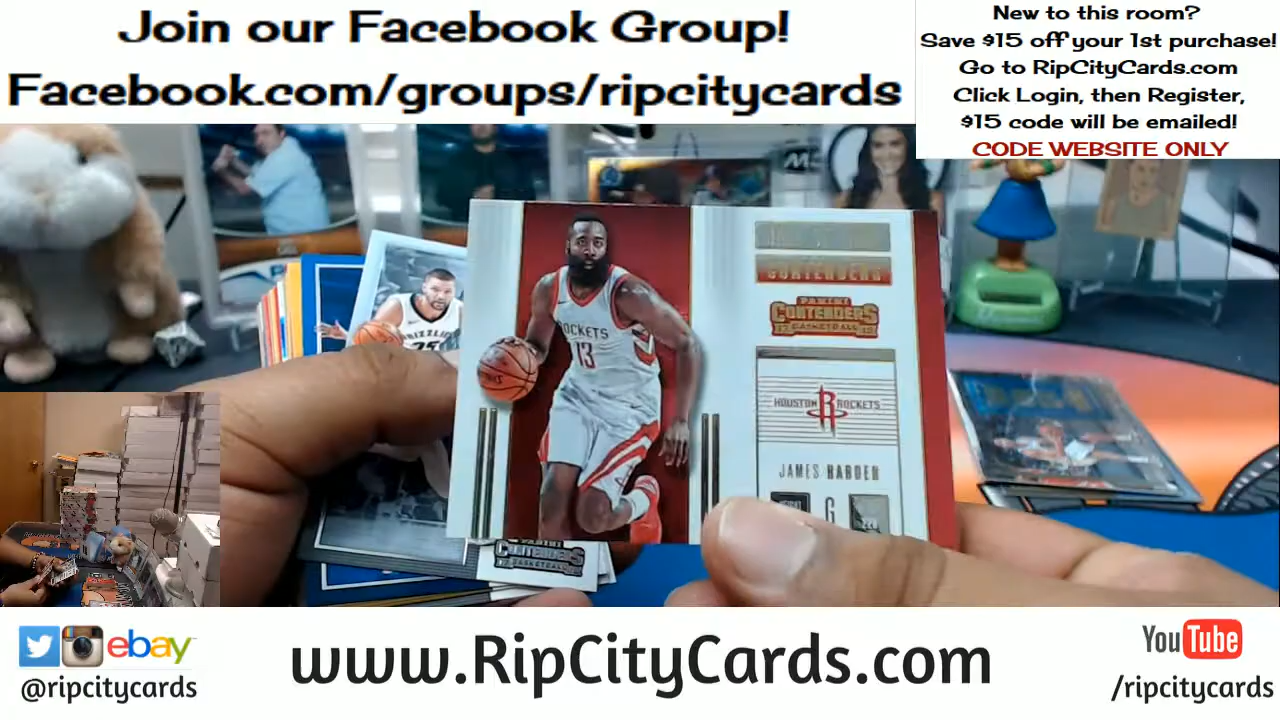 Join our Facebook Group!
Facebook.com/groups/ripcitycards
New to this room?
Save $15 off your 1st purchase!
Go to RipCityCards.com
Click Login, then Register,
$15 code will be emailed!
CODE WEBSITE ONLY
CONTENDERS
PANINI
CONTENDERS
BASKETBALL
HOUSTON R ROCKETS
JAMES HARDEN
G
ROCKETS
13
CONTENDERS
BASKETBALL
ebay
@ripcitycards
www.RipCityCards.com
YouTube
/ripcitycards